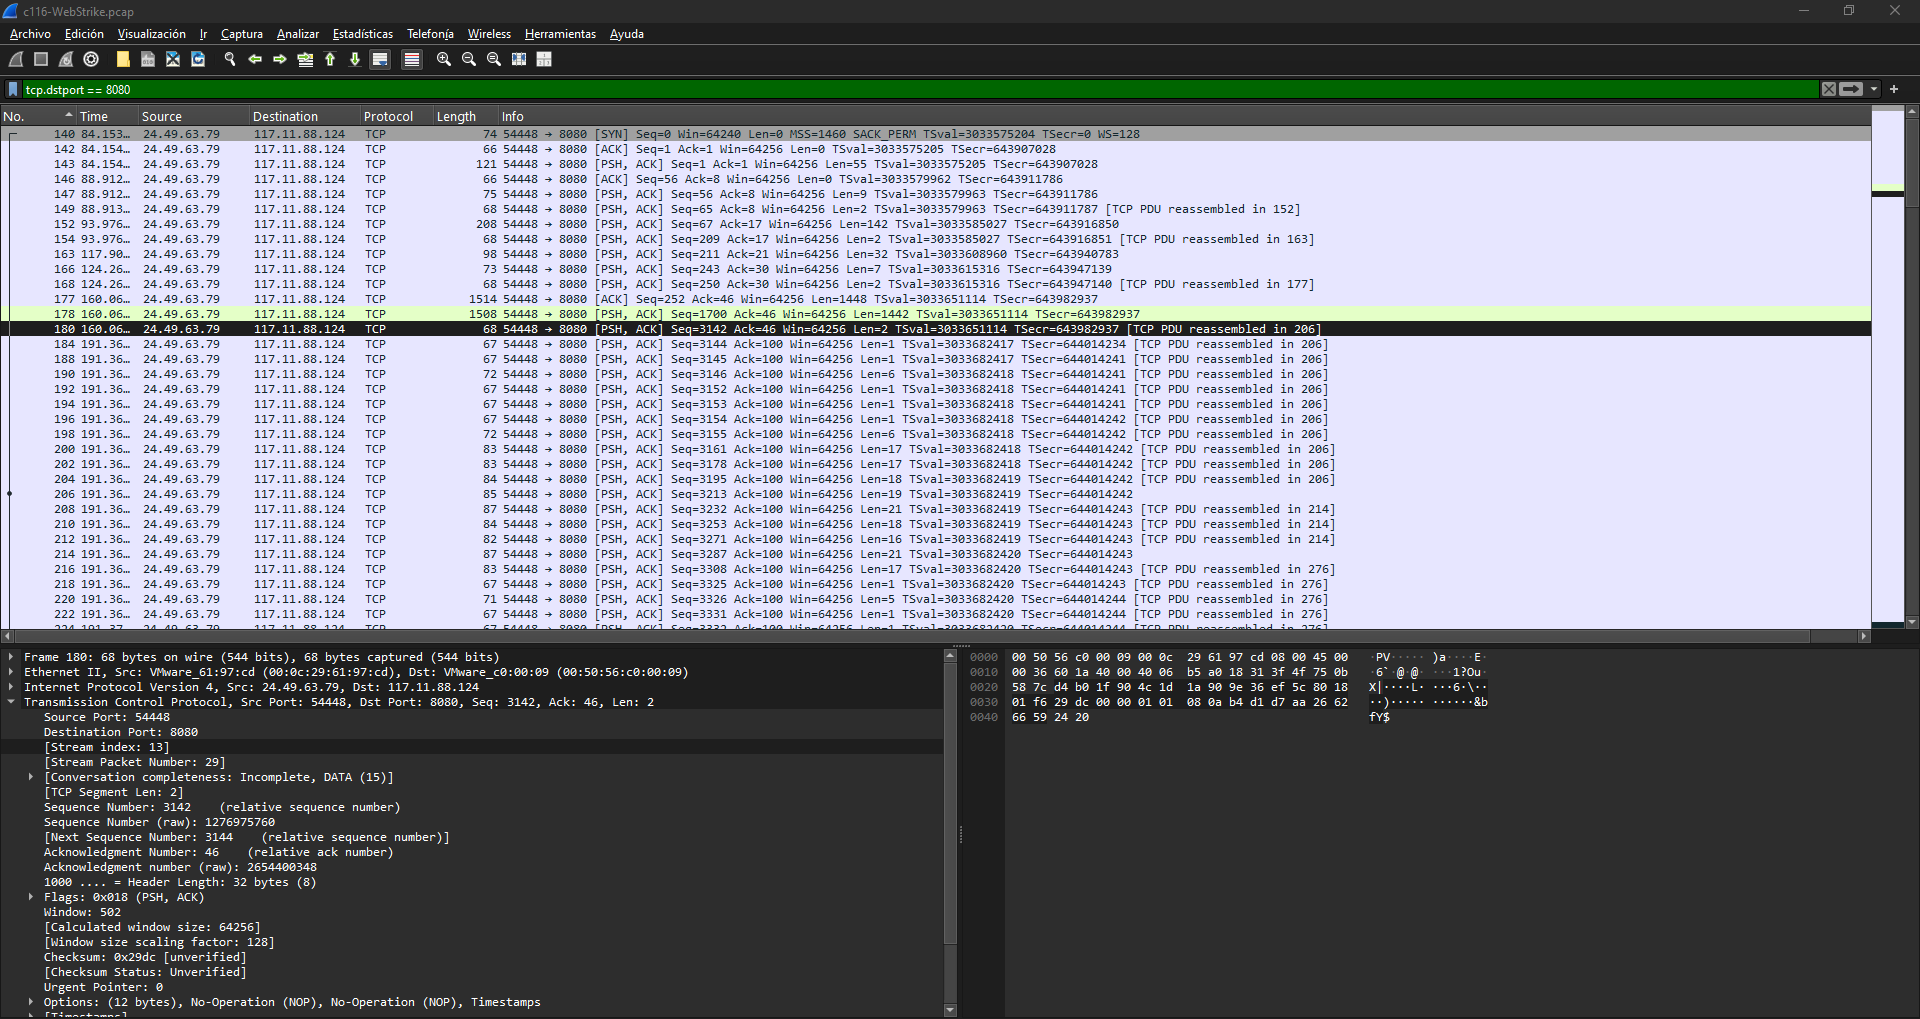 c116-WebStrike.pcap
Archivo Edición Visualización Ir Captura Analizar Estadísticas Telefonía Wireless Herramientas Ayuda
tcp.dstport == 8080
No. Time Source Destination Protocol Length Info
140 84.153… 24.49.63.79 117.11.88.124 TCP 74 54448 → 8080 [SYN] Seq=0 Win=64240 Len=0 MSS=1460 SACK_PERM TSval=3033575204 TSecr=0 WS=128
142 84.154… 24.49.63.79 117.11.88.124 TCP 66 54448 → 8080 [ACK] Seq=1 Ack=1 Win=64256 Len=0 TSval=3033575205 TSecr=643907028
143 84.154… 24.49.63.79 117.11.88.124 TCP 121 54448 → 8080 [PSH, ACK] Seq=1 Ack=1 Win=64256 Len=55 TSval=3033575205 TSecr=643907028
146 88.912… 24.49.63.79 117.11.88.124 TCP 66 54448 → 8080 [ACK] Seq=56 Ack=8 Win=64256 Len=0 TSval=3033579962 TSecr=643911786
147 88.912… 24.49.63.79 117.11.88.124 TCP 75 54448 → 8080 [PSH, ACK] Seq=56 Ack=8 Win=64256 Len=9 TSval=3033579963 TSecr=643911786
149 88.913… 24.49.63.79 117.11.88.124 TCP 68 54448 → 8080 [PSH, ACK] Seq=65 Ack=8 Win=64256 Len=2 TSval=3033579963 TSecr=643911787 [TCP PDU reassembled in 152]
152 93.976… 24.49.63.79 117.11.88.124 TCP 208 54448 → 8080 [PSH, ACK] Seq=67 Ack=17 Win=64256 Len=142 TSval=3033585027 TSecr=643916850
154 93.976… 24.49.63.79 117.11.88.124 TCP 68 54448 → 8080 [PSH, ACK] Seq=209 Ack=17 Win=64256 Len=2 TSval=3033585027 TSecr=643916851 [TCP PDU reassembled in 163]
163 117.90… 24.49.63.79 117.11.88.124 TCP 98 54448 → 8080 [PSH, ACK] Seq=211 Ack=21 Win=64256 Len=32 TSval=3033608960 TSecr=643940783
166 124.26… 24.49.63.79 117.11.88.124 TCP 73 54448 → 8080 [PSH, ACK] Seq=243 Ack=30 Win=64256 Len=7 TSval=3033615316 TSecr=643947139
168 124.26… 24.49.63.79 117.11.88.124 TCP 68 54448 → 8080 [PSH, ACK] Seq=250 Ack=30 Win=64256 Len=2 TSval=3033615316 TSecr=643947140 [TCP PDU reassembled in 177]
177 160.06… 24.49.63.79 117.11.88.124 TCP 1514 54448 → 8080 [ACK] Seq=252 Ack=46 Win=64256 Len=1448 TSval=3033651114 TSecr=643982937
178 160.06… 24.49.63.79 117.11.88.124 TCP 1508 54448 → 8080 [PSH, ACK] Seq=1700 Ack=46 Win=64256 Len=1442 TSval=3033651114 TSecr=643982937
180 160.06… 24.49.63.79 117.11.88.124 TCP 68 54448 → 8080 [PSH, ACK] Seq=3142 Ack=46 Win=64256 Len=2 TSval=3033651114 TSecr=643982937 [TCP PDU reassembled in 206]
184 191.36… 24.49.63.79 117.11.88.124 TCP 67 54448 → 8080 [PSH, ACK] Seq=3144 Ack=100 Win=64256 Len=1 TSval=3033682417 TSecr=644014234 [TCP PDU reassembled in 206]
188 191.36… 24.49.63.79 117.11.88.124 TCP 67 54448 → 8080 [PSH, ACK] Seq=3145 Ack=100 Win=64256 Len=1 TSval=3033682417 TSecr=644014241 [TCP PDU reassembled in 206]
190 191.36… 24.49.63.79 117.11.88.124 TCP 72 54448 → 8080 [PSH, ACK] Seq=3146 Ack=100 Win=64256 Len=6 TSval=3033682418 TSecr=644014241 [TCP PDU reassembled in 206]
192 191.36… 24.49.63.79 117.11.88.124 TCP 67 54448 → 8080 [PSH, ACK] Seq=3152 Ack=100 Win=64256 Len=1 TSval=3033682418 TSecr=644014241 [TCP PDU reassembled in 206]
194 191.36… 24.49.63.79 117.11.88.124 TCP 67 54448 → 8080 [PSH, ACK] Seq=3153 Ack=100 Win=64256 Len=1 TSval=3033682418 TSecr=644014241 [TCP PDU reassembled in 206]
196 191.36… 24.49.63.79 117.11.88.124 TCP 67 54448 → 8080 [PSH, ACK] Seq=3154 Ack=100 Win=64256 Len=1 TSval=3033682418 TSecr=644014242 [TCP PDU reassembled in 206]
198 191.36… 24.49.63.79 117.11.88.124 TCP 72 54448 → 8080 [PSH, ACK] Seq=3155 Ack=100 Win=64256 Len=6 TSval=3033682418 TSecr=644014242 [TCP PDU reassembled in 206]
200 191.36… 24.49.63.79 117.11.88.124 TCP 83 54448 → 8080 [PSH, ACK] Seq=3161 Ack=100 Win=64256 Len=17 TSval=3033682418 TSecr=644014242 [TCP PDU reassembled in 206]
202 191.36… 24.49.63.79 117.11.88.124 TCP 83 54448 → 8080 [PSH, ACK] Seq=3178 Ack=100 Win=64256 Len=17 TSval=3033682418 TSecr=644014242 [TCP PDU reassembled in 206]
204 191.36… 24.49.63.79 117.11.88.124 TCP 84 54448 → 8080 [PSH, ACK] Seq=3195 Ack=100 Win=64256 Len=18 TSval=3033682419 TSecr=644014242 [TCP PDU reassembled in 206]
206 191.36… 24.49.63.79 117.11.88.124 TCP 85 54448 → 8080 [PSH, ACK] Seq=3213 Ack=100 Win=64256 Len=19 TSval=3033682419 TSecr=644014242
208 191.36… 24.49.63.79 117.11.88.124 TCP 87 54448 → 8080 [PSH, ACK] Seq=3232 Ack=100 Win=64256 Len=21 TSval=3033682419 TSecr=644014243 [TCP PDU reassembled in 214]
210 191.36… 24.49.63.79 117.11.88.124 TCP 84 54448 → 8080 [PSH, ACK] Seq=3253 Ack=100 Win=64256 Len=18 TSval=3033682419 TSecr=644014243 [TCP PDU reassembled in 214]
212 191.36… 24.49.63.79 117.11.88.124 TCP 82 54448 → 8080 [PSH, ACK] Seq=3271 Ack=100 Win=64256 Len=16 TSval=3033682419 TSecr=644014243 [TCP PDU reassembled in 214]
214 191.36… 24.49.63.79 117.11.88.124 TCP 87 54448 → 8080 [PSH, ACK] Seq=3287 Ack=100 Win=64256 Len=21 TSval=3033682420 TSecr=644014243
216 191.36… 24.49.63.79 117.11.88.124 TCP 83 54448 → 8080 [PSH, ACK] Seq=3308 Ack=100 Win=64256 Len=17 TSval=3033682420 TSecr=644014243 [TCP PDU reassembled in 276]
218 191.36… 24.49.63.79 117.11.88.124 TCP 67 54448 → 8080 [PSH, ACK] Seq=3325 Ack=100 Win=64256 Len=1 TSval=3033682420 TSecr=644014243 [TCP PDU reassembled in 276]
220 191.36… 24.49.63.79 117.11.88.124 TCP 71 54448 → 8080 [PSH, ACK] Seq=3326 Ack=100 Win=64256 Len=5 TSval=3033682420 TSecr=644014244 [TCP PDU reassembled in 276]
222 191.36… 24.49.63.79 117.11.88.124 TCP 67 54448 → 8080 [PSH, ACK] Seq=3331 Ack=100 Win=64256 Len=1 TSval=3033682420 TSecr=644014244 [TCP PDU reassembled in 276]
Frame 180: 68 bytes on wire (544 bits), 68 bytes captured (544 bits)
Ethernet II, Src: VMware_61:97:cd (00:0c:29:61:97:cd), Dst: VMware_c0:00:09 (00:50:56:c0:00:09)
Internet Protocol Version 4, Src: 24.49.63.79, Dst: 117.11.88.124
Transmission Control Protocol, Src Port: 54448, Dst Port: 8080, Seq: 3142, Ack: 46, Len: 2
Source Port: 54448
Destination Port: 8080
[Stream index: 13]
[Stream Packet Number: 29]
[Conversation completeness: Incomplete, DATA (15)]
[TCP Segment Len: 2]
Sequence Number: 3142 (relative sequence number)
Sequence Number (raw): 1276975760
[Next Sequence Number: 3144 (relative sequence number)]
Acknowledgment Number: 46 (relative ack number)
Acknowledgment number (raw): 2654400348
1000 .... = Header Length: 32 bytes (8)
Flags: 0x018 (PSH, ACK)
Window: 502
[Calculated window size: 64256]
[Window size scaling factor: 128]
Checksum: 0x29dc [unverified]
[Checksum Status: Unverified]
Urgent Pointer: 0
Options: (12 bytes), No-Operation (NOP), No-Operation (NOP), Timestamps
[Timestamps]
0000 00 50 56 c0 00 09 00 0c 29 61 97 cd 08 00 45 00 ·PV····· )a····E·
0010 00 36 60 1a 40 00 40 06 b5 a0 18 31 3f 4f 75 0b ·6`·@·@· ···1?Ou·
0020 58 7c d4 b0 1f 90 4c 1d 1a 90 9e 36 ef 5c 80 18 X|····L· ···6·\··
0030 01 f6 29 dc 00 00 01 01 08 0a b4 d1 d7 aa 26 62 ··)····· ······&b
0040 66 59 24 20 fY$